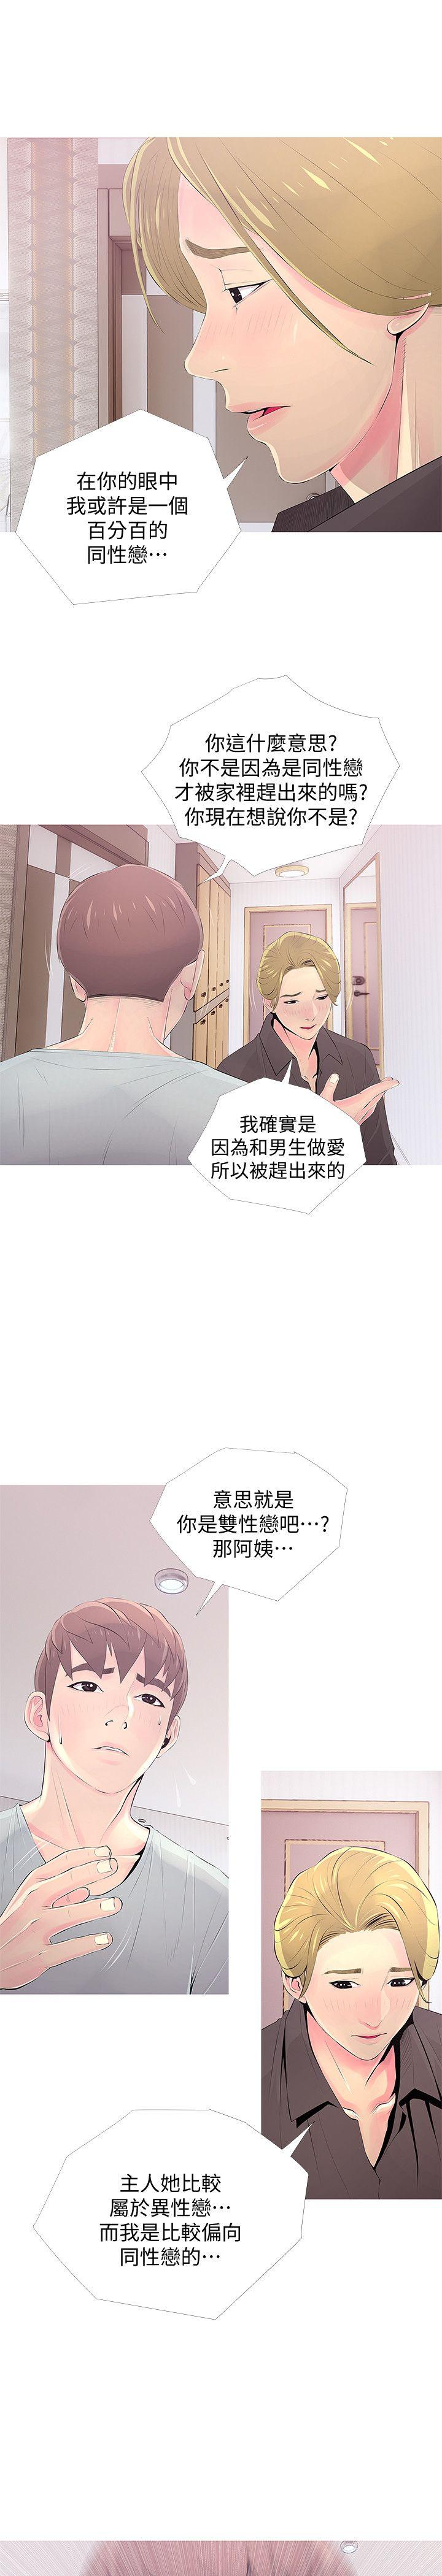 在你的眼中
我或許是一個
百分百的
同性戀…
你這什麼意思?
你不是因為是同性戀
才被家裡趕出來的嗎?
你現在想說你不是?
我確實是
因為和男生做愛
所以被趕出來的
意思就是
你是雙性戀吧…?
那阿姨…
主人她比較
屬於異性戀…
而我是比較偏向
同性戀的…